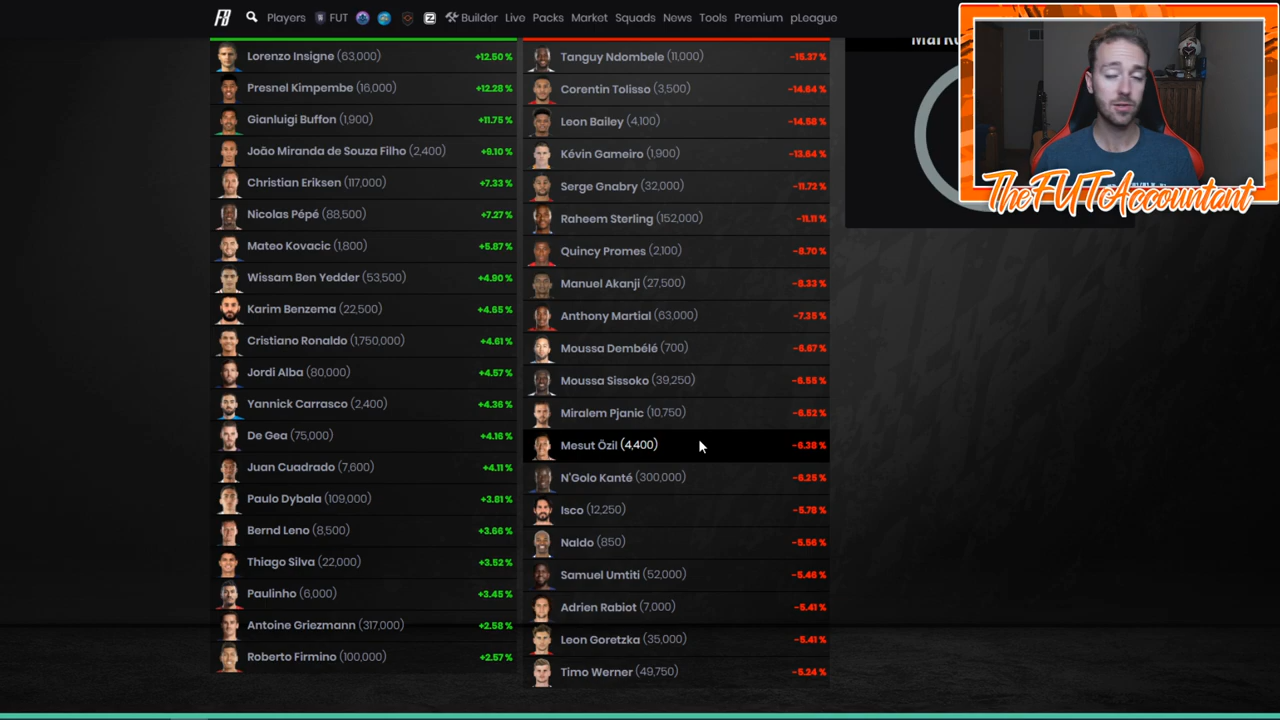 FB Players Z Builder Live Packs Market Squads News Tools Premium pLeague
Lorenzo Insigne (63,000) +12.50 %
Presnel Kimpembe (16,000) +12.28 %
Gianluigi Buffon (1,900) +11.75 %
João Miranda de Souza Filho (2,400) +9.10 %
Christian Eriksen +7.33 %
Nicolas Pépé (88,500) +7.27 %
Mateo Kovacic (1,800) +5.87 %
Wissam Ben Yedder (53,500) +4.90 %
Karim Benzema (22,500) +4.65 %
Cristiano Ronaldo (1,750,000) +4.61 %
Jordi Alba (80,000) +4.57 %
Yannick Carrasco (2,400) +4.36 %
De Gea (75,000) +4.16 %
Juan Cuadrado (7,600) +4.11 %
Paulo Dybala (109,000) +3.81 %
Bernd Leno (8,500) +3.66 %
Thiago Silva (22,000) +3.52 %
Paulinho (6,000) +3.45 %
Antoine Griezmann (317,000) +2.58 %
Roberto Firmino (100,000) +2.57 %
Tanguy Ndombele (11,000) -15.37 %
Corentin Tolisso (3,500) -14.64 %
Leon Bailey (4,100) -14.58 %
Kévin Gameiro -13.64 %
Serge Gnabry (32,000) -11.72 %
Raheem Sterling (152,000) -11.11 %
Quincy Promes (2,100) -8.70 %
Manuel Akanji (27,500) -8.33 %
Anthony Martial (63,000) -7.35 %
Moussa Dembélé (700) -6.67 %
Moussa Sissoko (39,250) -6.55 %
Miralem Pjanic (10,750) -6.52 %
Mesut Özil (4,400) -6.38 %
N'Golo Kanté (300,000) -6.25 %
Isco (12,250) -5.78 %
Naldo (850) -5.56 %
Samuel Umtiti (52,000) -5.46 %
Adrien Rabiot (7,000) -5.41 %
Leon Goretzka (35,000) -5.41 %
Timo Werner (49,750) -5.24 %
TheFUTAccountant